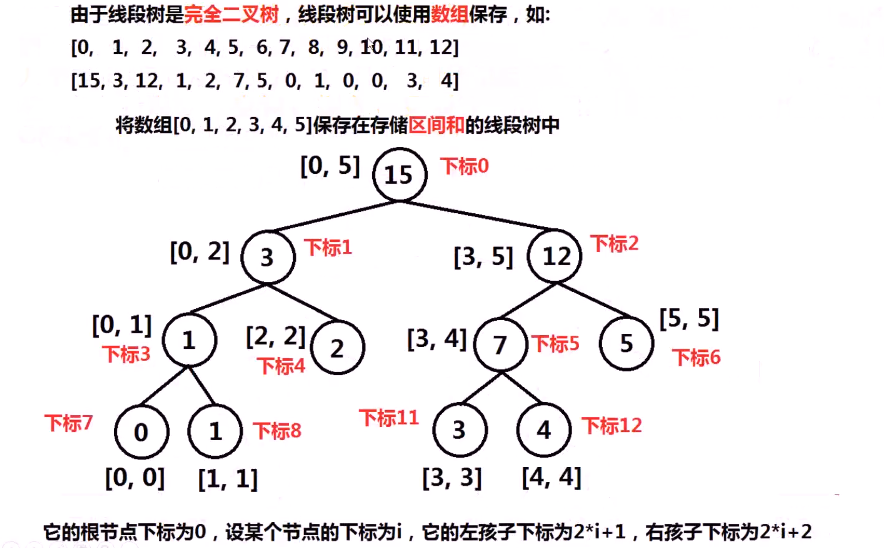 由于线段树是完全二叉树，线段树可以使用数组保存，如:
[0, 1, 2, 3, 4, 5, 6, 7, 8, 9, 10, 11, 12]
[15, 3, 12, 1, 2, 7, 5, 0, 1, 0, 0, 3, 4]
将数组[0, 1, 2, 3, 4, 5]保存在存储区间和的线段树中
[0, 5] 15 下标0
[0, 2] 3 下标1 [3, 5] 12 下标2
[0, 1] 1 下标3 [2, 2] 2 下标4 [3, 4] 7 下标5 5 [5, 5] 下标6
下标7 0 1 下标8 下标11 3 4 下标12
[0, 0] [1, 1] [3, 3] [4, 4]
它的根节点下标为0，设某个节点的下标为i，它的左孩子下标为2*i+1，右孩子下标为2*i+2